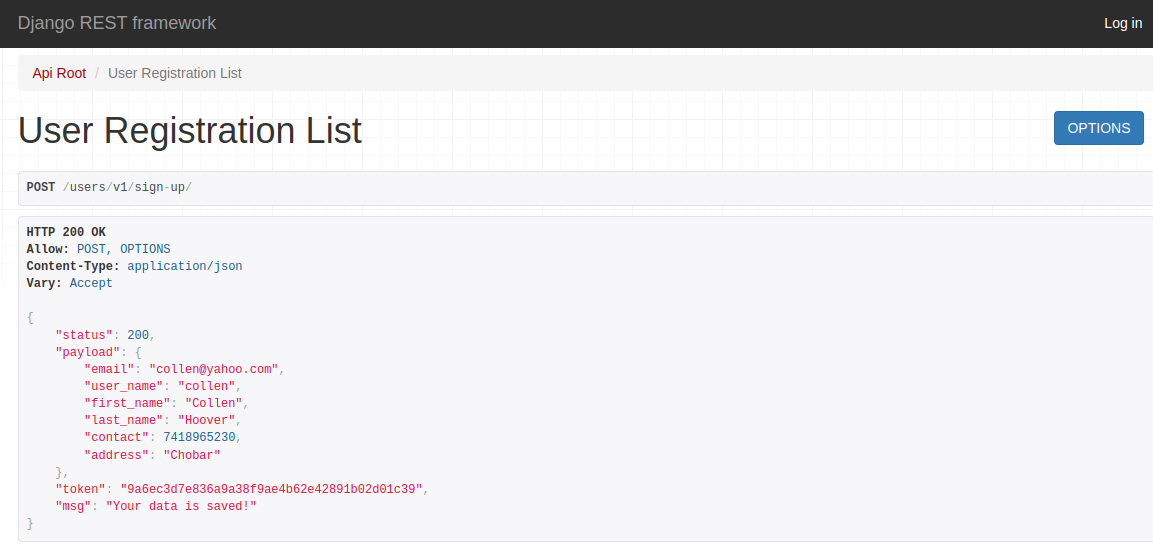 Django REST framework
Log in
Api Root / User Registration List
User Registration List
OPTIONS
POST /users/v1/sign-up/
HTTP 200 OK
Allow: POST, OPTIONS
Content-Type: application/json
Vary: Accept
{
    "status": 200,
    "payload": {
        "email": "collen@yahoo.com",
        "user_name": "collen",
        "first_name": "Collen",
        "last_name": "Hoover",
        "contact": 7418965230,
        "address": "Chobar"
    },
    "token": "9a6ec3d7e836a9a38f9ae4b62e42891b02d01c39",
    "msg": "Your data is saved!"
}